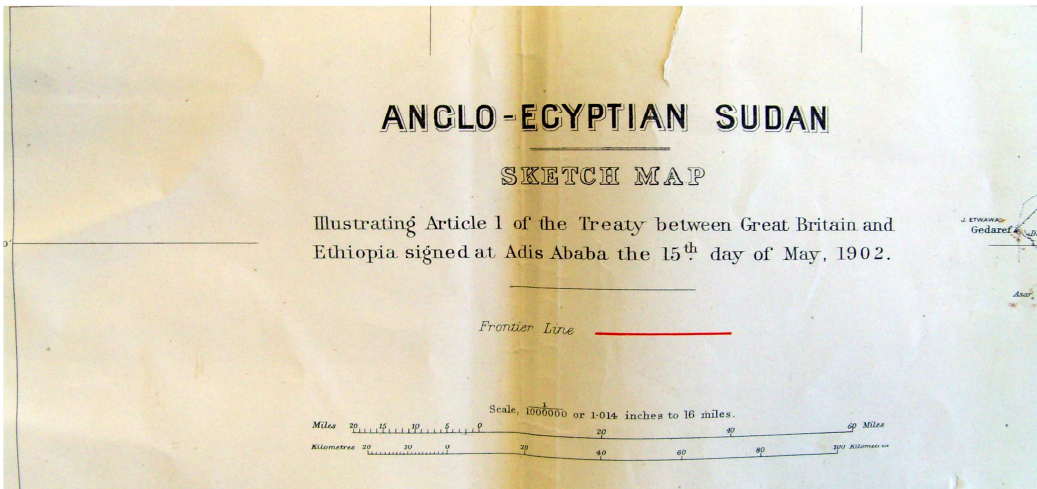 ANGLO-EGYPTIAN SUDAN
SKETCH MAP
Illustrating Article 1 of the Treaty between Great Britain and
Ethiopia signed at Adis Ababa the 15th day of May, 1902.
J. ETWAWA
Gedaref
Asar
Frontier Line
Scale, 1/1000000 or 1·014 inches to 16 miles.
Miles 20 15 10 5 0 20 40 60 Miles
Kilometres 20 10 0 20 40 60 80 100 Kilometres